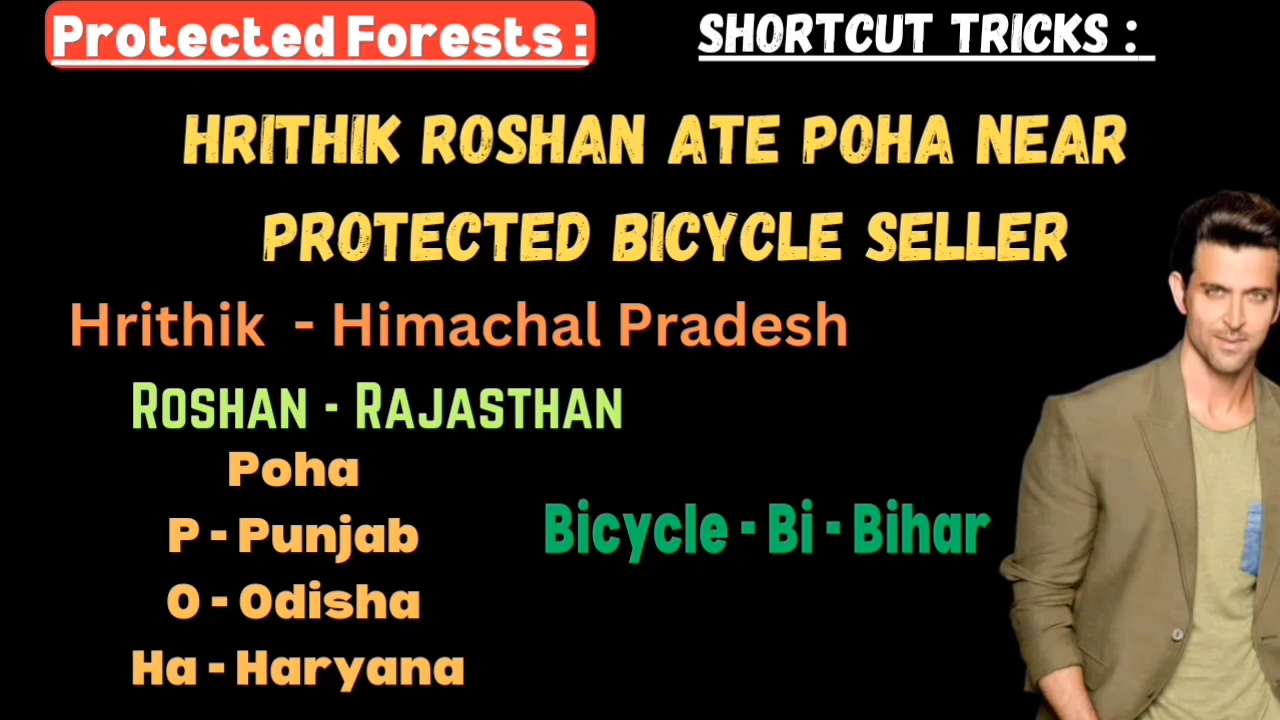 Protected Forests :
SHORTCUT TRICKS :
HRITHIK ROSHAN ATE POHA NEAR
PROTECTED BICYCLE SELLER
Hrithik - Himachal Pradesh
ROSHAN - RAJASTHAN
Poha
P - Punjab
O - Odisha
Ha - Haryana
Bicycle - Bi - Bihar